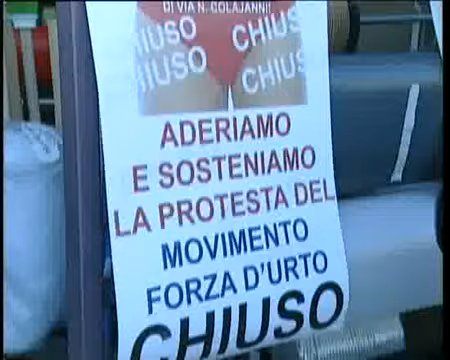 DI VIA N. COLAJANNI!
CHIUSO CHIUSO
CHIUSO CHIUSO
ADERIAMO
E SOSTENIAMO
LA PROTESTA DEL
MOVIMENTO
FORZA D'URTO
CHIUSO